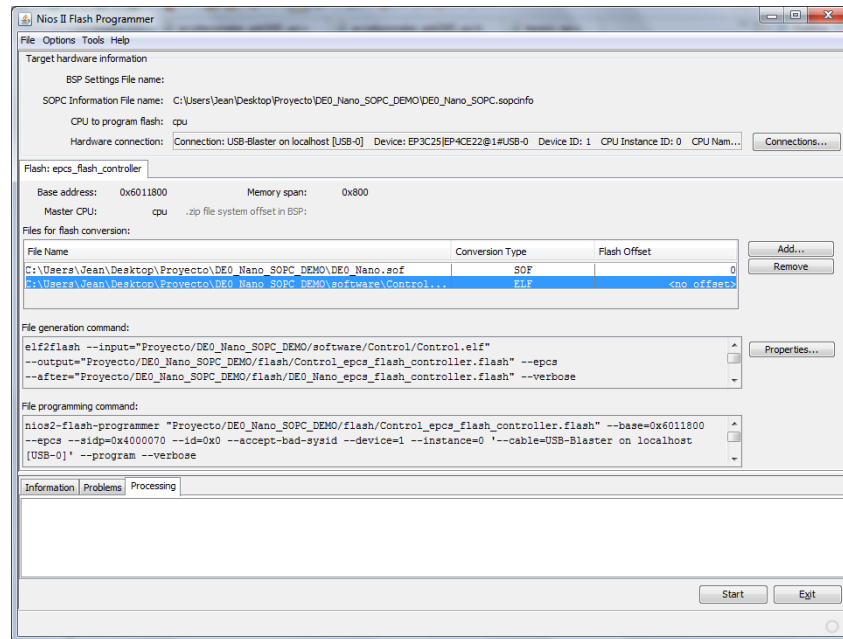 Nios II Flash Programmer
File Options Tools Help
Target hardware information
BSP Settings File name:
SOPC Information File name: C:\Users\Jean\Desktop\Proyecto\DE0_Nano_SOPC_DEMO\DE0_Nano_SOPC.sopcinfo
CPU to program flash: cpu
Hardware connection: Connection: USB-Blaster on localhost [USB-0] Device: EP3C25|EP4CE22@1#USB-0 Device ID: 1 CPU Instance ID: 0 CPU Nam... Connections...
Flash: epcs_flash_controller
Base address: 0x6011800 Memory span: 0x800
Master CPU: cpu .zip file system offset in BSP:
Files for flash conversion:
File Name Conversion Type Flash Offset Add...
C:\Users\Jean\Desktop\Proyecto\DE0_Nano_SOPC_DEMO\DE0_Nano.sof SOF 0 Remove
C:\Users\Jean\Desktop\Proyecto\DE0_Nano_SOPC_DEMO\software\Control... ELF <no offset>
File generation command:
elf2flash --input="Proyecto/DE0_Nano_SOPC_DEMO/software/Control/Control.elf" Properties...
--output="Proyecto/DE0_Nano_SOPC_DEMO/flash/Control_epcs_flash_controller.flash" --epcs
--after="Proyecto/DE0_Nano_SOPC_DEMO/flash/DE0_Nano_epcs_flash_controller.flash" --verbose
File programming command:
nios2-flash-programmer "Proyecto/DE0_Nano_SOPC_DEMO/flash/Control_epcs_flash_controller.flash" --base=0x6011800
--epcs --sidp=0x4000070 --id=0x0 --accept-bad-sysid --device=1 --instance=0 '--cable=USB-Blaster on localhost
[USB-0]' --program --verbose
Information Problems Processing
Start Exit